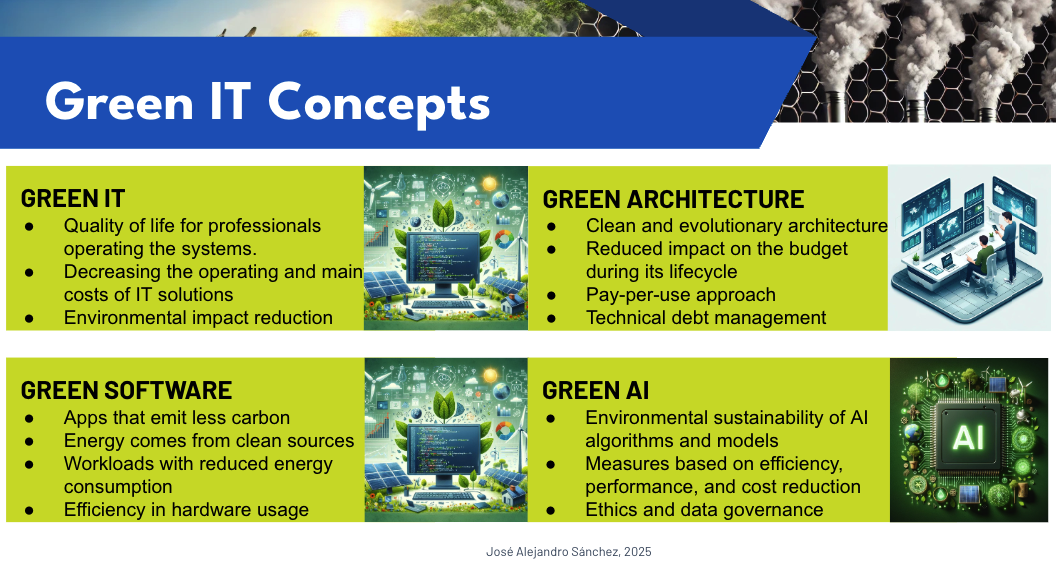 Green IT Concepts
GREEN IT
● Quality of life for professionals
operating the systems.
● Decreasing the operating and main
costs of IT solutions
● Environmental impact reduction
GREEN ARCHITECTURE
● Clean and evolutionary architecture
● Reduced impact on the budget
during its lifecycle
● Pay-per-use approach
● Technical debt management
GREEN SOFTWARE
● Apps that emit less carbon
● Energy comes from clean sources
● Workloads with reduced energy
consumption
● Efficiency in hardware usage
GREEN AI
● Environmental sustainability of AI
algorithms and models
● Measures based on efficiency,
performance, and cost reduction
● Ethics and data governance
AI
José Alejandro Sánchez, 2025